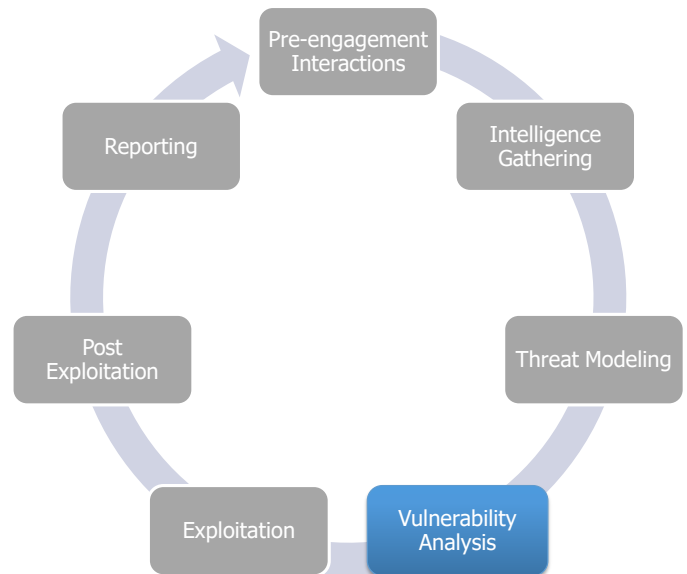 Pre-engagement
Interactions
Intelligence
Gathering
Threat Modeling
Vulnerability
Analysis
Exploitation
Post
Exploitation
Reporting